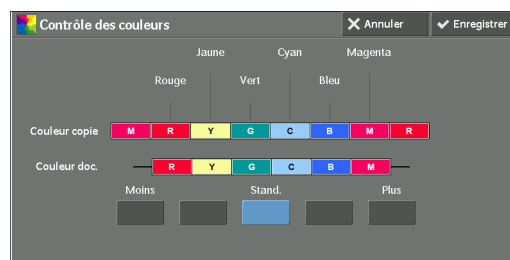 Contrôle des couleurs
Annuler
Enregistrer
Jaune Cyan Magenta
Rouge Vert Bleu
Couleur copie M R Y G C B M R
Couleur doc. R Y G C B M
Moins Stand. Plus